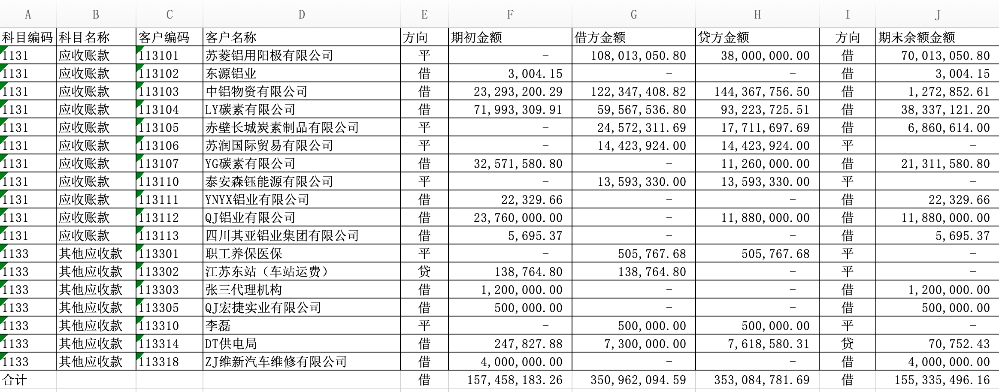 A B C D E F G H I J
科目编码 科目名称 客户编码 客户名称 方向 期初金额 借方金额 贷方金额 方向 期末余额金额
1131 应收账款 113101 苏菱铝用阳极有限公司 平 - 108,013,050.80 38,000,000.00 借 70,013,050.80
1131 应收账款 113102 东源铝业 借 3,004.15 - - 借 3,004.15
1131 应收账款 113103 中铝物资有限公司 借 23,293,200.29 122,347,408.82 144,367,756.50 借 1,272,852.61
1131 应收账款 113104 LY碳素有限公司 借 71,993,309.91 59,567,536.80 93,223,725.51 借 38,337,121.20
1131 应收账款 113105 赤壁长城炭素制品有限公司 平 - 24,572,311.69 17,711,697.69 借 6,860,614.00
1131 应收账款 113106 苏润国际贸易有限公司 平 - 14,423,924.00 14,423,924.00 平 -
1131 应收账款 113107 YG碳素有限公司 借 32,571,580.80 - 11,260,000.00 借 21,311,580.80
1131 应收账款 113110 泰安森钰能源有限公司 平 - 13,593,330.00 13,593,330.00 平 -
1131 应收账款 113111 YNYX铝业有限公司 借 22,329.66 - - 借 22,329.66
1131 应收账款 113112 QJ铝业有限公司 借 23,760,000.00 - 11,880,000.00 借 11,880,000.00
1131 应收账款 113113 四川其亚铝业集团有限公司 借 5,695.37 - - 借 5,695.37
1133 其他应收款 113301 职工养保医保 平 - 505,767.68 505,767.68 平 -
1133 其他应收款 113302 江苏东站（车站运费） 贷 138,764.80 138,764.80 - 平 -
1133 其他应收款 113303 张三代理机构 借 1,200,000.00 - - 借 1,200,000.00
1133 其他应收款 113305 QJ宏捷实业有限公司 借 500,000.00 - - 借 500,000.00
1133 其他应收款 113310 李磊 平 - 500,000.00 500,000.00 平 -
1133 其他应收款 113314 DT供电局 借 247,827.88 7,300,000.00 7,618,580.31 贷 70,752.43
1133 其他应收款 113318 ZJ维新汽车维修有限公司 借 4,000,000.00 - - 借 4,000,000.00
合计 借 157,458,183.26 350,962,094.59 353,084,781.69 借 155,335,496.16